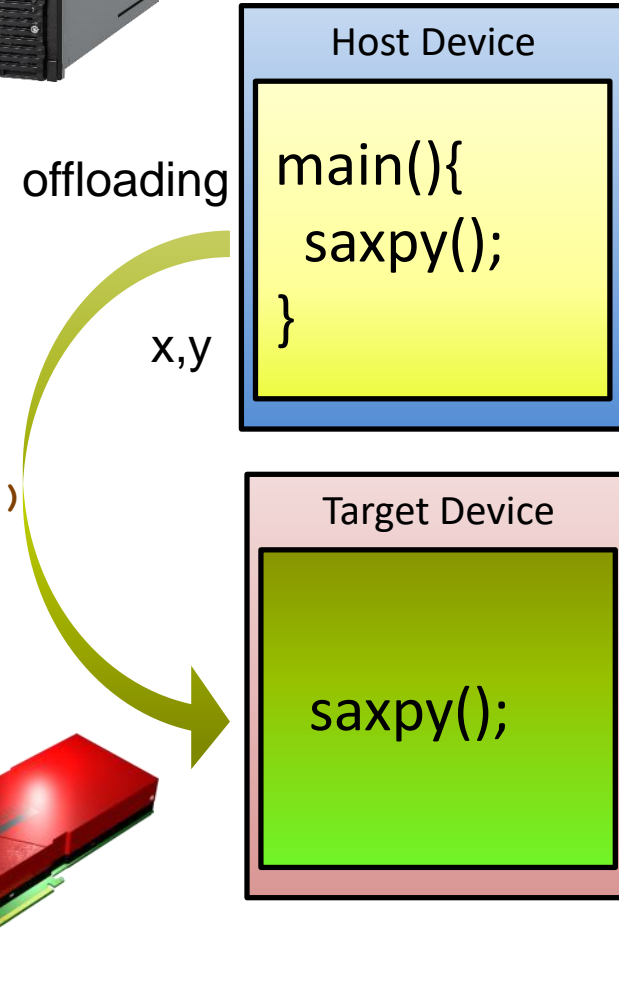 Host Device
offloading
main(){
saxpy();
}
x,y
)
Target Device
saxpy();